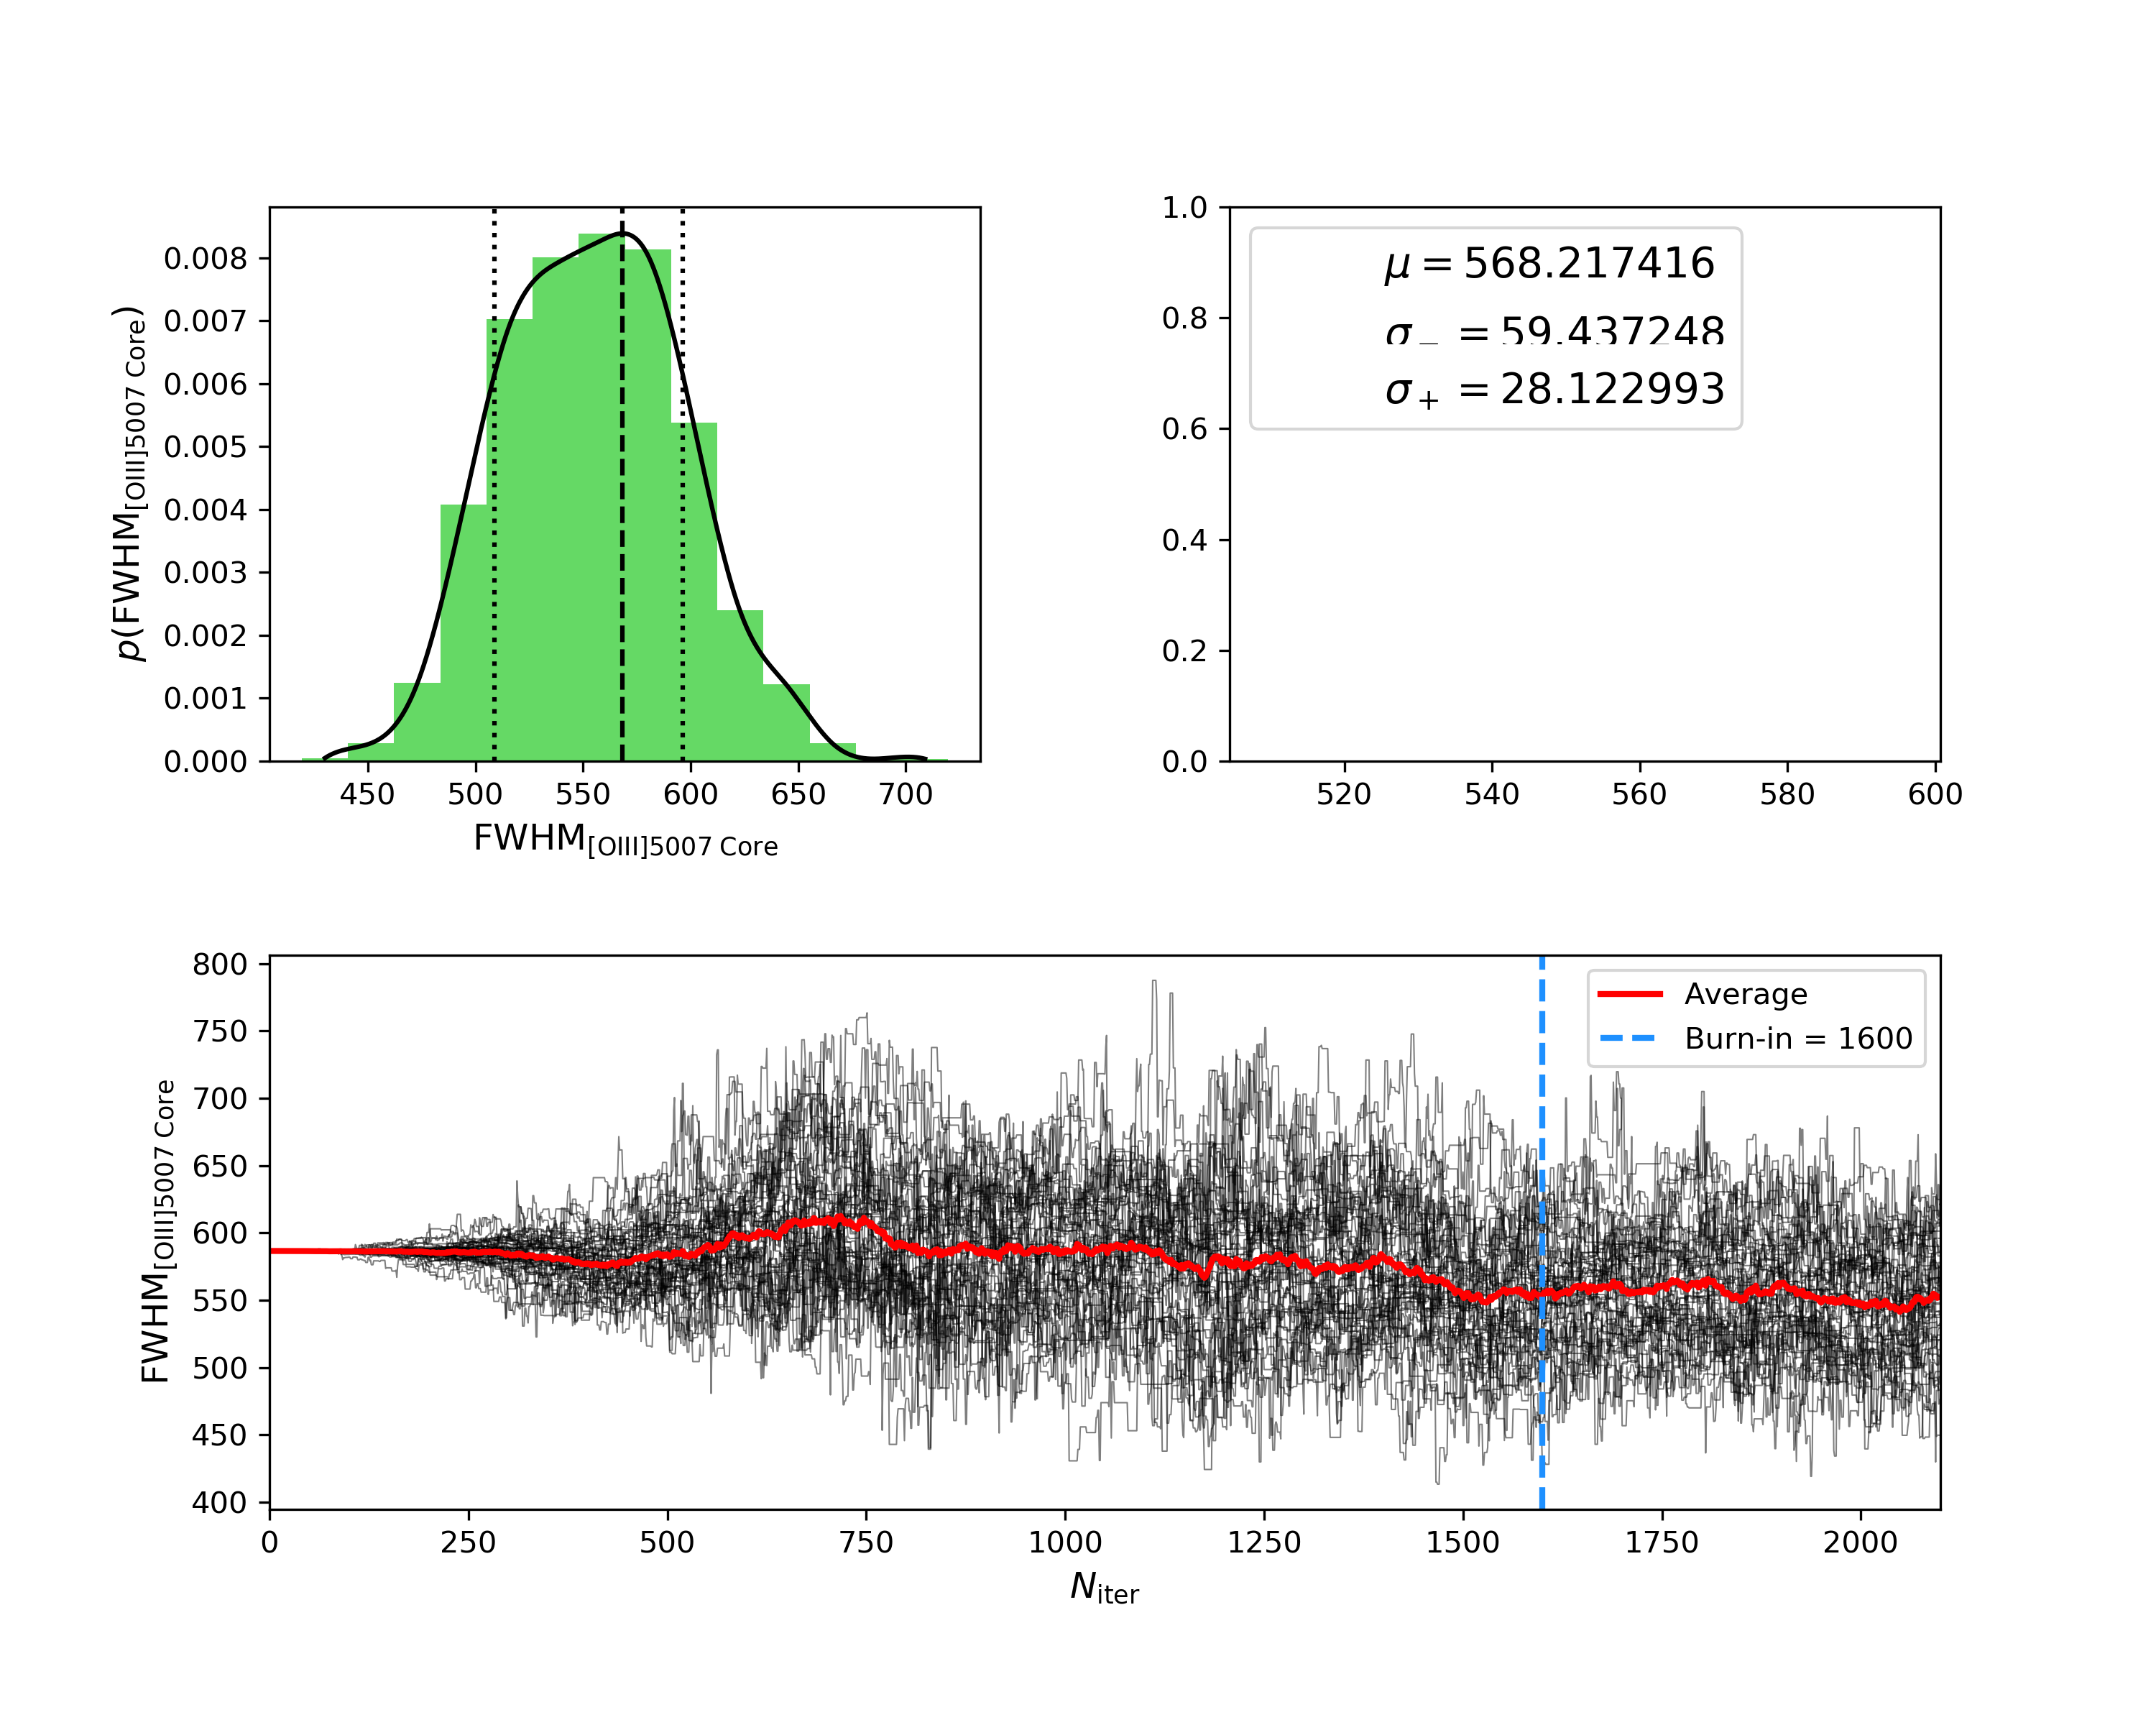 p(FWHM[OIII]5007 Core)
0.008
0.007
0.006
0.005
0.004
0.003
0.002
0.001
0.000
450 500 550 600 650 700
FWHM[OIII]5007 Core
1.0
0.8
0.6
0.4
0.2
0.0
μ = 568.217416
σ− = 59.437248
σ+ = 28.122993
520 540 560 580 600
FWHM[OIII]5007 Core
800
750
700
650
600
550
500
450
400
Average
Burn-in = 1600
0 250 500 750 1000 1250 1500 1750 2000
Niter